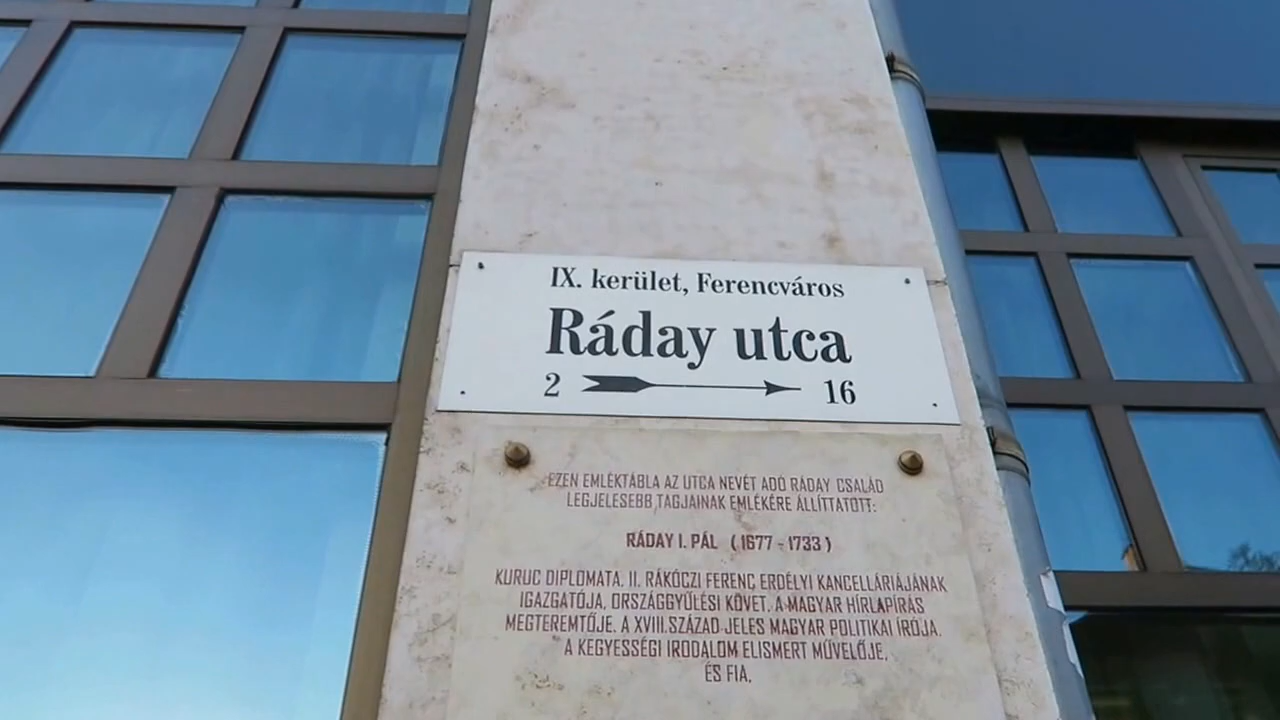 IX. kerület, Ferencváros
Ráday utca
2 16
EZEN EMLÉKTÁBLA AZ UTCA NEVÉT ADÓ RÁDAY CSALÁD
LEGJELESEBB TAGJAINAK EMLÉKÉRE ÁLLÍTTATOTT:
RÁDAY I. PÁL (1677 - 1733)
KURUC DIPLOMATA, II. RÁKÓCZI FERENC ERDÉLYI KANCELLÁRIÁJÁNAK
IGAZGATÓJA, ORSZÁGGYŰLÉSI KÖVET, A MAGYAR HÍRLAPÍRÁS
MEGTEREMTŐJE. A XVIII. SZÁZAD JELES MAGYAR POLITIKAI ÍRÓJA,
A KEGYESSÉGI IRODALOM ELISMERT MŰVELŐJE,
ÉS FIA,